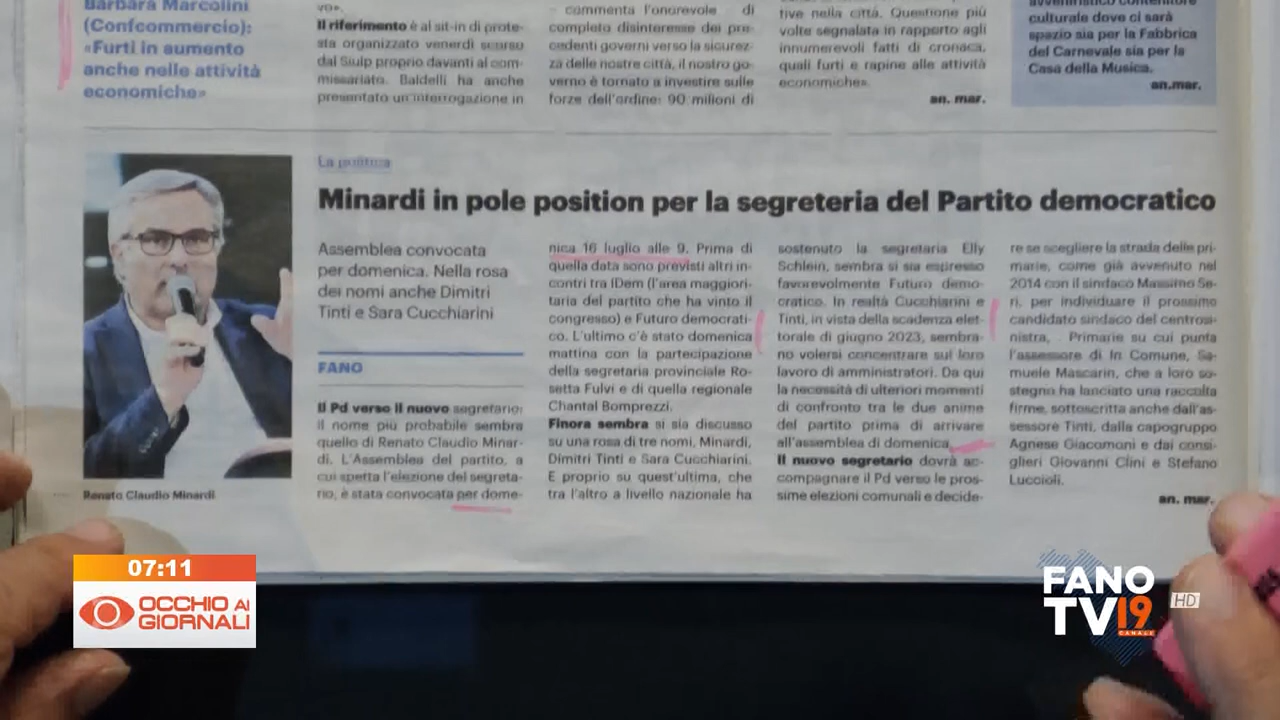 Barbara Marcolini
(Confcommercio):
«Furti in aumento
anche nelle attività
economiche»
vo».
Il riferimento è al sit-in di prote-
sta organizzato venerdì scorso
dal Siulp proprio davanti al com-
missariato. Baldelli ha anche
presentato un'interrogazione in
commenta l'onorevole - di
completo disinteresse dei pre-
cedenti governi verso la sicurez-
za delle nostre città, il nostro go-
verno è tornato a investire sulle
forze dell'ordine: 90 milioni di
tive nella città. Questione più
volte segnalata in rapporto agli
innumerevoli fatti di cronaca,
quali furti e rapine alle attività
economiche».
an. mar.
avveniristico contenitore
culturale dove ci sarà
spazio sia per la Fabbrica
del Carnevale sia per la
Casa della Musica.
an.mar.
La politica
Minardi in pole position per la segreteria del Partito democratico
Assemblea convocata
per domenica. Nella rosa
dei nomi anche Dimitri
Tinti e Sara Cucchiarini
FANO
Il Pd verso il nuovo segretario:
il nome più probabile sembra
quello di Renato Claudio Minar-
di. L'Assemblea del partito, a
cui spetta l'elezione del segreta-
rio, è stata convocata per dome-
nica 16 luglio alle 9. Prima di
quella data sono previsti altri in-
contri tra IDem (l'area maggiori-
taria del partito che ha vinto il
congresso) e Futuro democrati-
co. L'ultimo c'è stato domenica
mattina con la partecipazione
della segretaria provinciale Ro-
setta Fulvi e di quella regionale
Chantal Bomprezzi.
Finora sembra si sia discusso
su una rosa di tre nomi, Minardi,
Dimitri Tinti e Sara Cucchiarini.
E proprio su quest'ultima, che
tra l'altro a livello nazionale ha
sostenuto la segretaria Elly
Schlein, sembra si sia espresso
favorevolmente Futuro demo-
cratico. In realtà Cucchiarini e
Tinti, in vista della scadenza elet-
torale di giugno 2023, sembra-
no volersi concentrare sul loro
lavoro di amministratori. Da qui
la necessità di ulteriori momenti
di confronto tra le due anime
del partito prima di arrivare
all'assemblea di domenica.
Il nuovo segretario dovrà ac-
compagnare il Pd verso le pros-
sime elezioni comunali e decide-
re se scegliere la strada delle pri-
marie, come già avvenuto nel
2014 con il sindaco Massimo Se-
ri, per individuare il prossimo
candidato sindaco del centrosi-
nistra, . Primarie su cui punta
l'assessore di In Comune, Sa-
muele Mascarin, che a loro so-
stegno ha lanciato una raccolta
firme, sottoscritta anche dall'as-
sessore Tinti, dalla capogruppo
Agnese Giacomoni e dai consi-
glieri Giovanni Clini e Stefano
Luccioli.
an. mar.
Renato Claudio Minardi
07:11
OCCHIO AI
GIORNALI
FANO
TV19
CANALE
HD